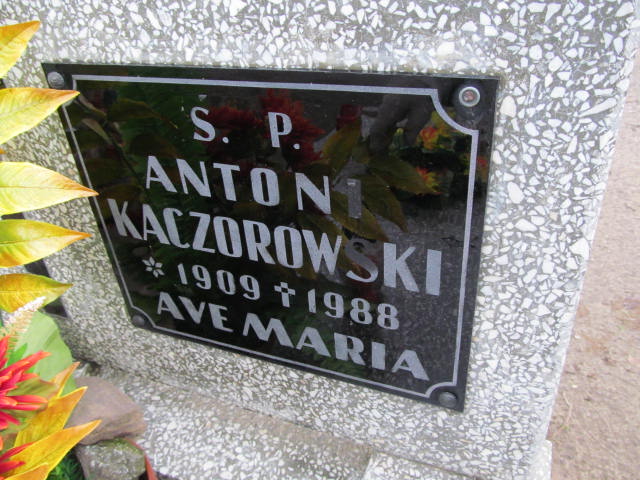 Ś. P.
ANTONI
KACZOROWSKI
* 1909 ✝ 1988
AVE MARIA